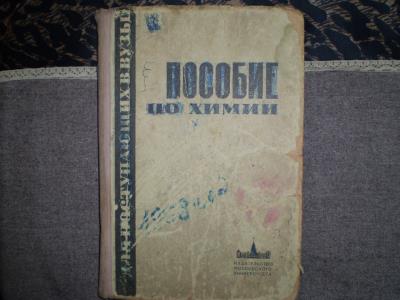 ДЛЯ ПОСТУПАЮЩИХ В ВУЗЫ
ПОСОБИЕ
ПО ХИМИИ
ИЗДАТЕЛЬСТВО
МОСКОВСКОГО
УНИВЕРСИТЕТА